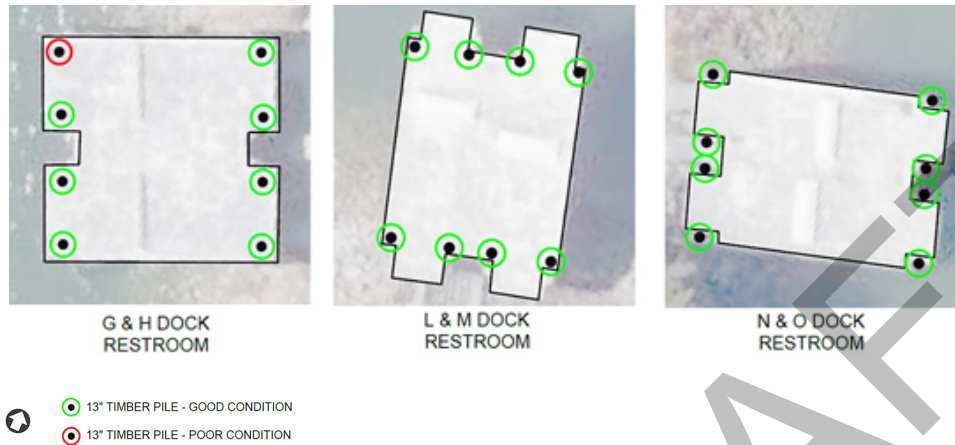 G & H DOCK
RESTROOM
L & M DOCK
RESTROOM
N & O DOCK
RESTROOM
13" TIMBER PILE - GOOD CONDITION
13" TIMBER PILE - POOR CONDITION